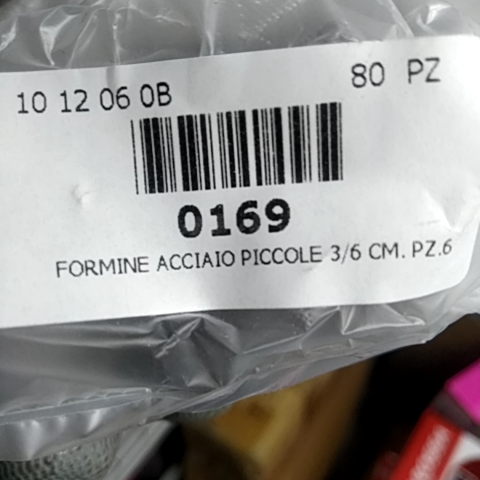 10 12 06 0B 80 PZ
0169
FORMINE ACCIAIO PICCOLE 3/6 CM. PZ.6